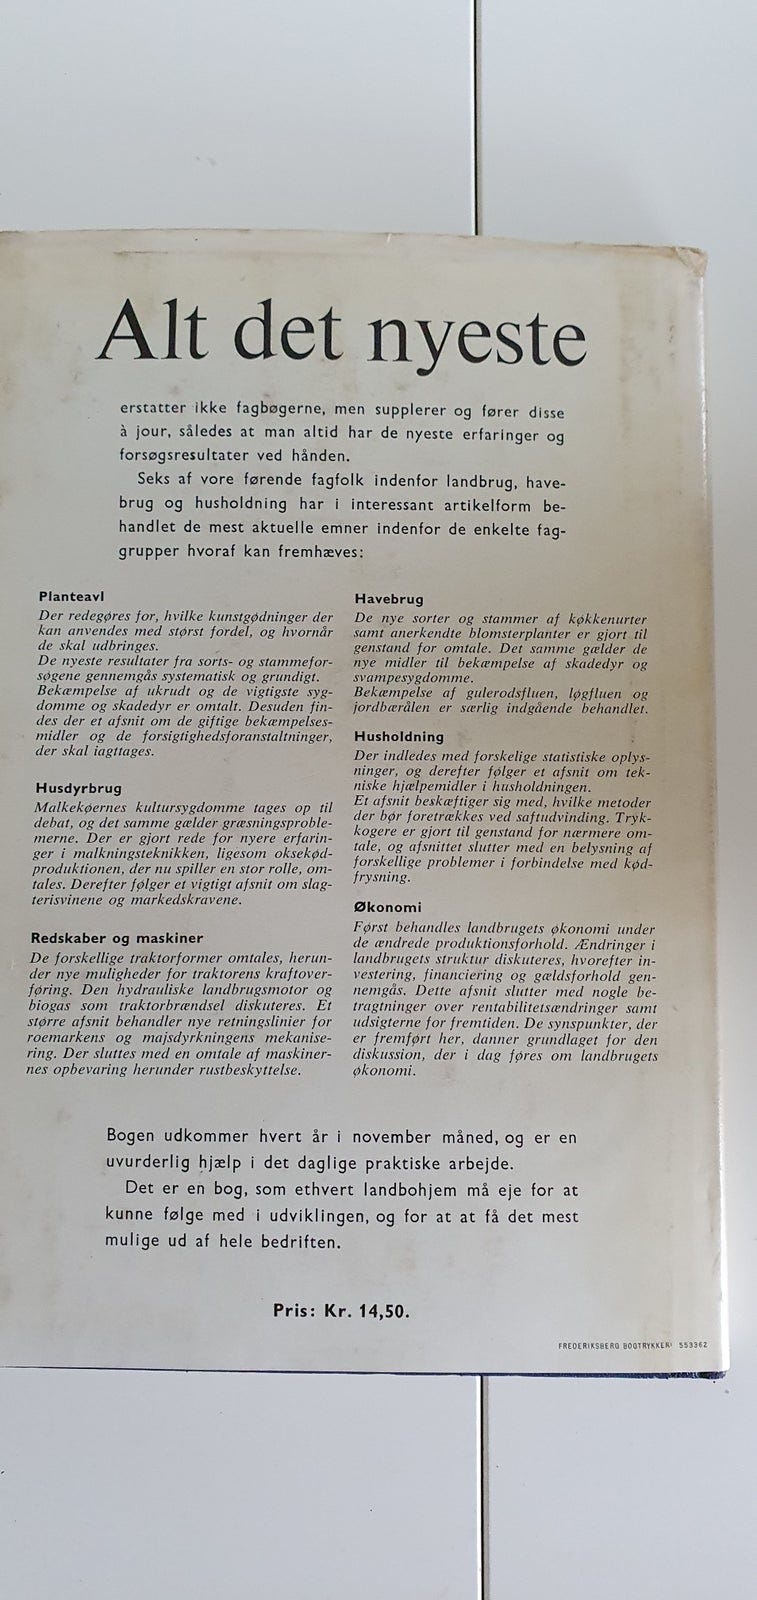 Alt det nyeste
erstatter ikke fagbøgerne, men supplerer og fører disse
à jour, således at man altid har de nyeste erfaringer og
forsøgsresultater ved hånden.
Seks af vore førende fagfolk indenfor landbrug, have-
brug og husholdning har i interessant artikelform be-
handlet de mest aktuelle emner indenfor de enkelte fag-
grupper hvoraf kan fremhæves:
Planteavl
Der redegøres for, hvilke kunstgødninger der
kan anvendes med størst fordel, og hvornår
de skal udbringes.
De nyeste resultater fra sorts- og stammefor-
søgene gennemgås systematisk og grundigt.
Bekæmpelse af ukrudt og de vigtigste syg-
domme og skadedyr er omtalt. Desuden fin-
des der et afsnit om de giftige bekæmpelses-
midler og de forsigtighedsforanstaltninger,
der skal iagttages.
Husdyrbrug
Malkekøernes kultursygdomme tages op til
debat, og det samme gælder græsningsproble-
merne. Der er gjort rede for nyere erfarin-
ger i malkningsteknikken, ligesom oksekød-
produktionen, der nu spiller en stor rolle, om-
tales. Derefter følger et vigtigt afsnit om slag-
terisvinene og markedskravene.
Redskaber og maskiner
De forskellige traktorformer omtales, herun-
der nye muligheder for traktorens kraftover-
føring. Den hydrauliske landbrugsmotor og
biogas som traktorbrændsel diskuteres. Et
større afsnit behandler nye retningslinier for
roemarkens og majsdyrkningens mekanise-
ring. Der sluttes med en omtale af maskiner-
nes opbevaring herunder rustbeskyttelse.
Havebrug
De nye sorter og stammer af køkkenurter
samt anerkendte blomsterplanter er gjort til
genstand for omtale. Det samme gælder de
nye midler til bekæmpelse af skadedyr og
svampesygdomme.
Bekæmpelse af gulerodsfluen, løgfluen og
jordbærålen er særlig indgående behandlet.
Husholdning
Der indledes med forskelige statistiske oplys-
ninger, og derefter følger et afsnit om tek-
niske hjælpemidler i husholdningen.
Et afsnit beskæftiger sig med, hvilke metoder
der bør foretrækkes ved saftudvinding. Tryk-
kogere er gjort til genstand for nærmere om-
tale, og afsnittet slutter med en belysning af
forskellige problemer i forbindelse med kød-
frysning.
Økonomi
Først behandles landbrugets økonomi under
de ændrede produktionsforhold. Ændringer i
landbrugets struktur diskuteres, hvorefter in-
vestering, financiering og gældsforhold gen-
nemgås. Dette afsnit slutter med nogle be-
tragtninger over rentabilitetsændringer samt
udsigterne for fremtiden. De synspunkter, der
er fremført her, danner grundlaget for den
diskussion, der i dag føres om landbrugets
økonomi.
Bogen udkommer hvert år i november måned, og er en
uvurderlig hjælp i det daglige praktiske arbejde.
Det er en bog, som ethvert landbohjem må eje for at
kunne følge med i udviklingen, og for at at få det mest
mulige ud af hele bedriften.
Pris: Kr. 14,50.
FREDERIKSBERG BOGTRYKKERI 553362